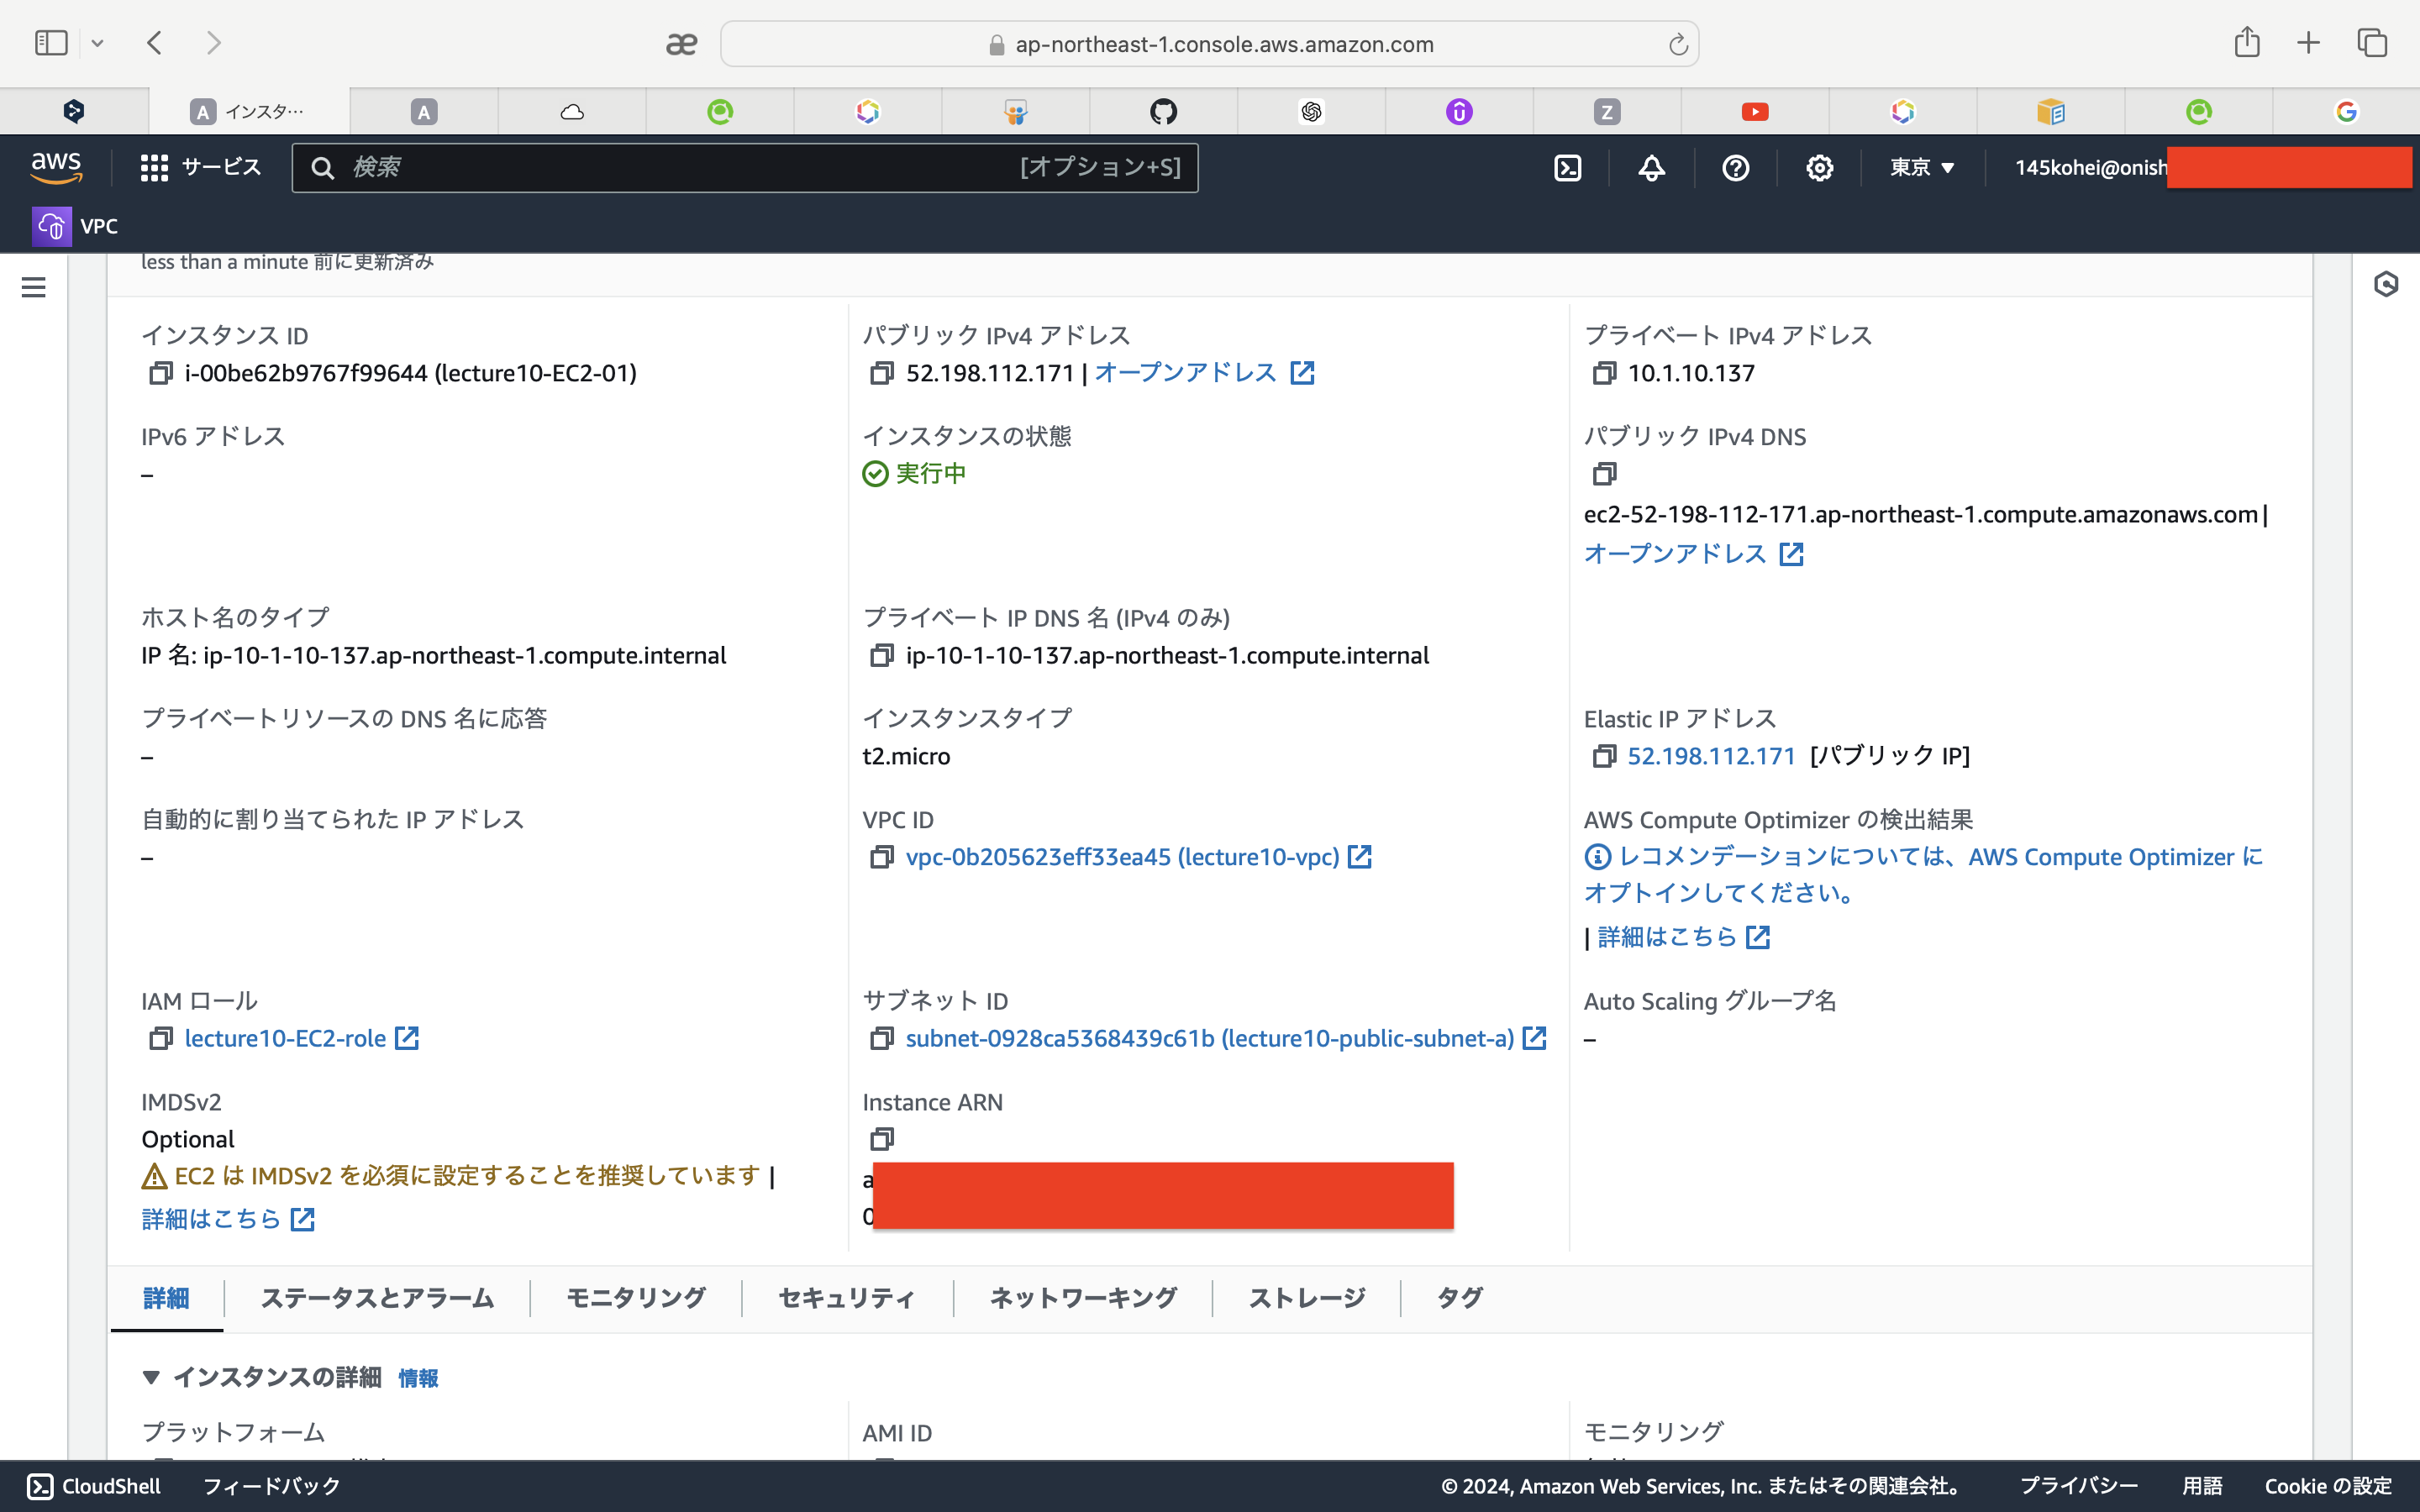 ap-northeast-1.console.aws.amazon.com
A インスタ…
A
Z
aws サービス 検索 [オプション+S] 東京 145kohei@onish
VPC
less than a minute 前に更新済み
インスタンス ID
i-00be62b9767f99644 (lecture10-EC2-01)
パブリック IPv4 アドレス
52.198.112.171 | オープンアドレス
プライベート IPv4 アドレス
10.1.10.137
IPv6 アドレス
–
インスタンスの状態
実行中
パブリック IPv4 DNS
ec2-52-198-112-171.ap-northeast-1.compute.amazonaws.com |
オープンアドレス
ホスト名のタイプ
IP 名: ip-10-1-10-137.ap-northeast-1.compute.internal
プライベート IP DNS 名 (IPv4 のみ)
ip-10-1-10-137.ap-northeast-1.compute.internal
プライベートリソースの DNS 名に応答
–
インスタンスタイプ
t2.micro
Elastic IP アドレス
52.198.112.171 [パブリック IP]
自動的に割り当てられた IP アドレス
–
VPC ID
vpc-0b205623eff33ea45 (lecture10-vpc)
AWS Compute Optimizer の検出結果
レコメンデーションについては、AWS Compute Optimizer に
オプトインしてください。
| 詳細はこちら
IAM ロール
lecture10-EC2-role
サブネット ID
subnet-0928ca5368439c61b (lecture10-public-subnet-a)
Auto Scaling グループ名
–
IMDSv2
Optional
EC2 は IMDSv2 を必須に設定することを推奨しています |
詳細はこちら
Instance ARN
a
0
詳細 ステータスとアラーム モニタリング セキュリティ ネットワーキング ストレージ タグ
▼ インスタンスの詳細 情報
プラットフォーム
AMI ID
モニタリング
CloudShell フィードバック © 2024, Amazon Web Services, Inc. またはその関連会社。 プライバシー 用語 Cookie の設定